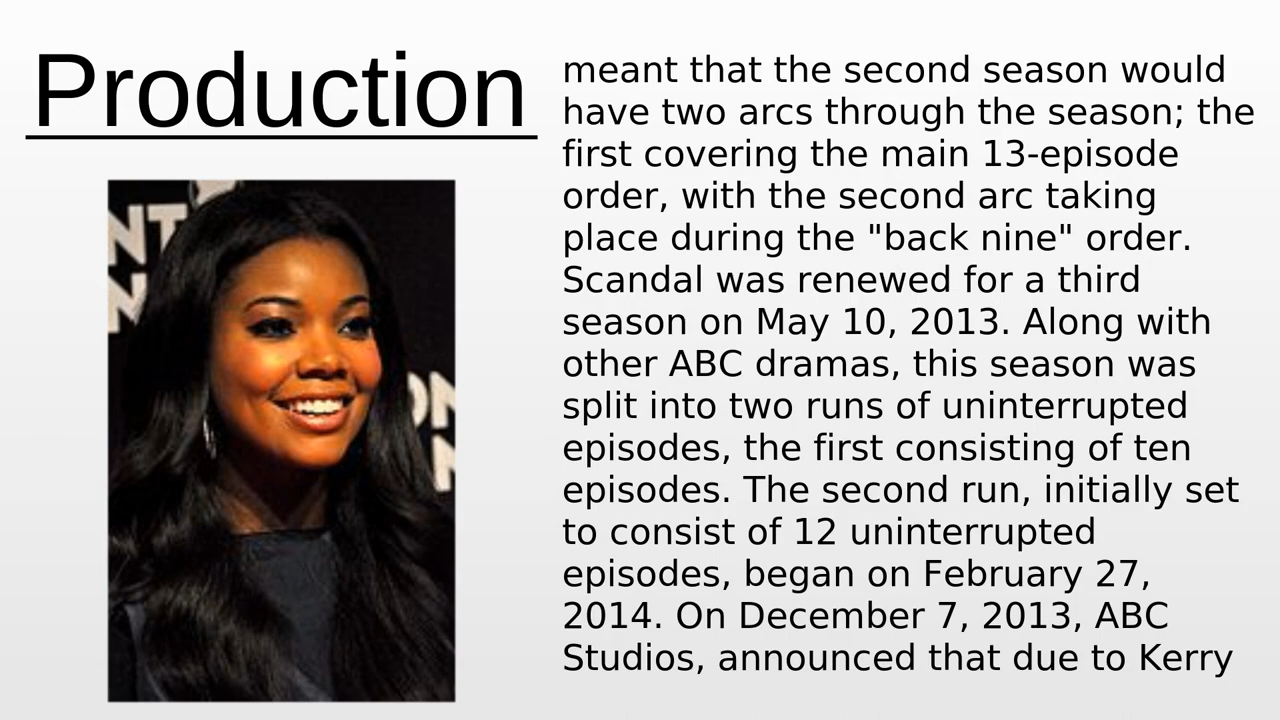 Production
meant that the second season would
have two arcs through the season; the
first covering the main 13-episode
order, with the second arc taking
place during the "back nine" order.
Scandal was renewed for a third
season on May 10, 2013. Along with
other ABC dramas, this season was
split into two runs of uninterrupted
episodes, the first consisting of ten
episodes. The second run, initially set
to consist of 12 uninterrupted
episodes, began on February 27,
2014. On December 7, 2013, ABC
Studios, announced that due to Kerry